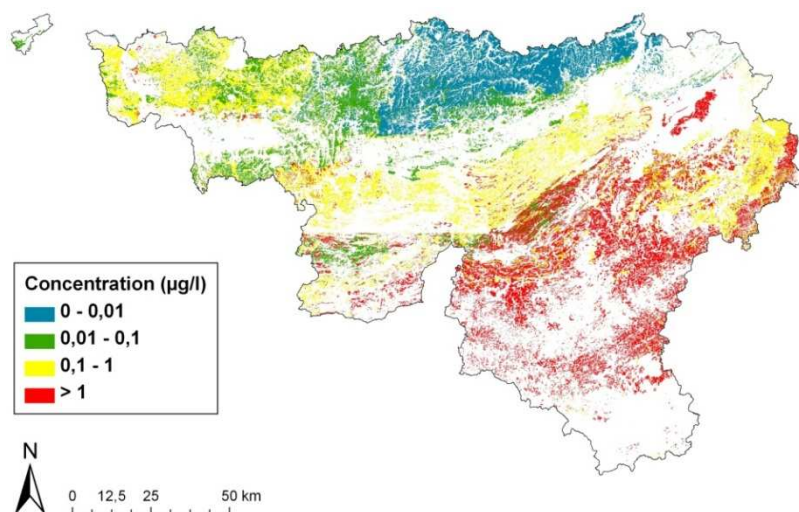 Concentration (µg/l)
0 - 0,01
0,01 - 0,1
0,1 - 1
> 1
N
0 12,5 25 50 km